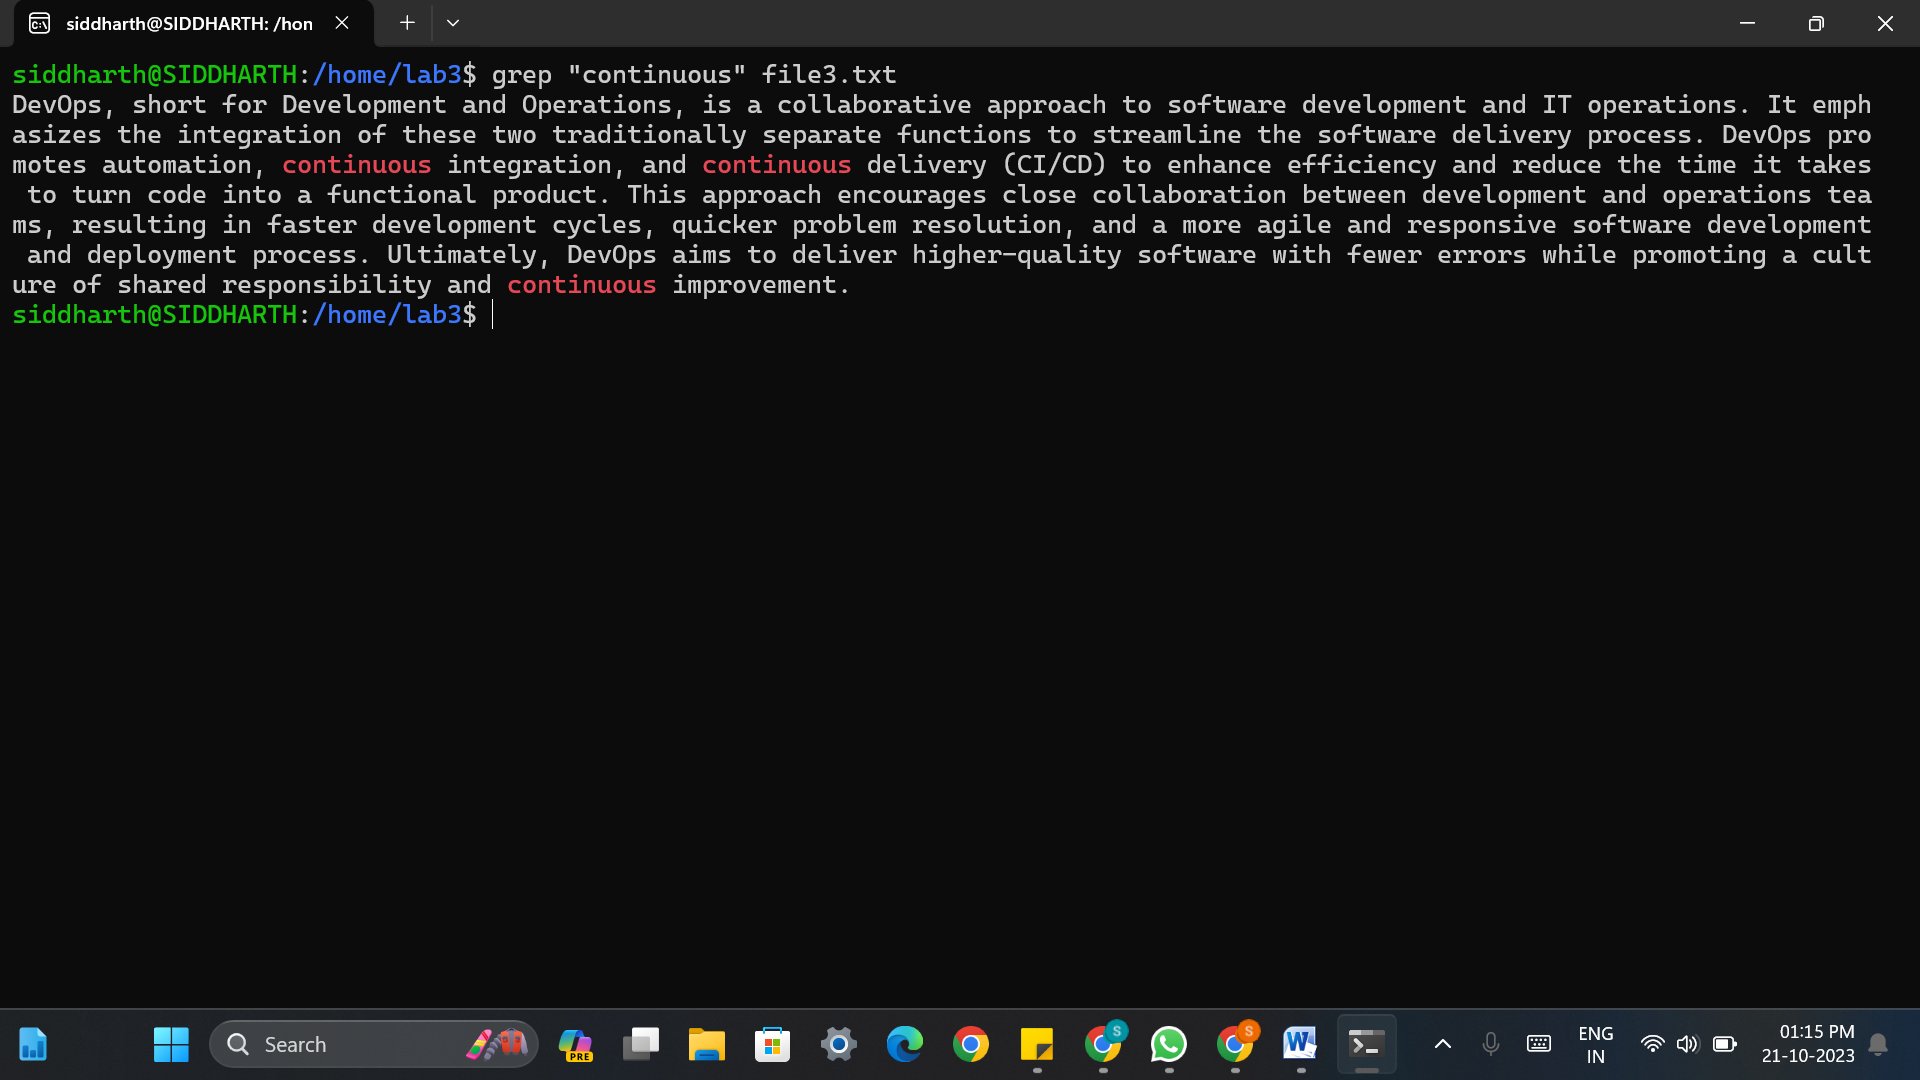 siddharth@SIDDHARTH: /hon
siddharth@SIDDHARTH:/home/lab3$ grep "continuous" file3.txt
DevOps, short for Development and Operations, is a collaborative approach to software development and IT operations. It emph
asizes the integration of these two traditionally separate functions to streamline the software delivery process. DevOps pro
motes automation, continuous integration, and continuous delivery (CI/CD) to enhance efficiency and reduce the time it takes
 to turn code into a functional product. This approach encourages close collaboration between development and operations tea
ms, resulting in faster development cycles, quicker problem resolution, and a more agile and responsive software development
 and deployment process. Ultimately, DevOps aims to deliver higher-quality software with fewer errors while promoting a cult
ure of shared responsibility and continuous improvement.
siddharth@SIDDHARTH:/home/lab3$
Search
PRE
S
S
W
ENG
IN
01:15 PM
21-10-2023